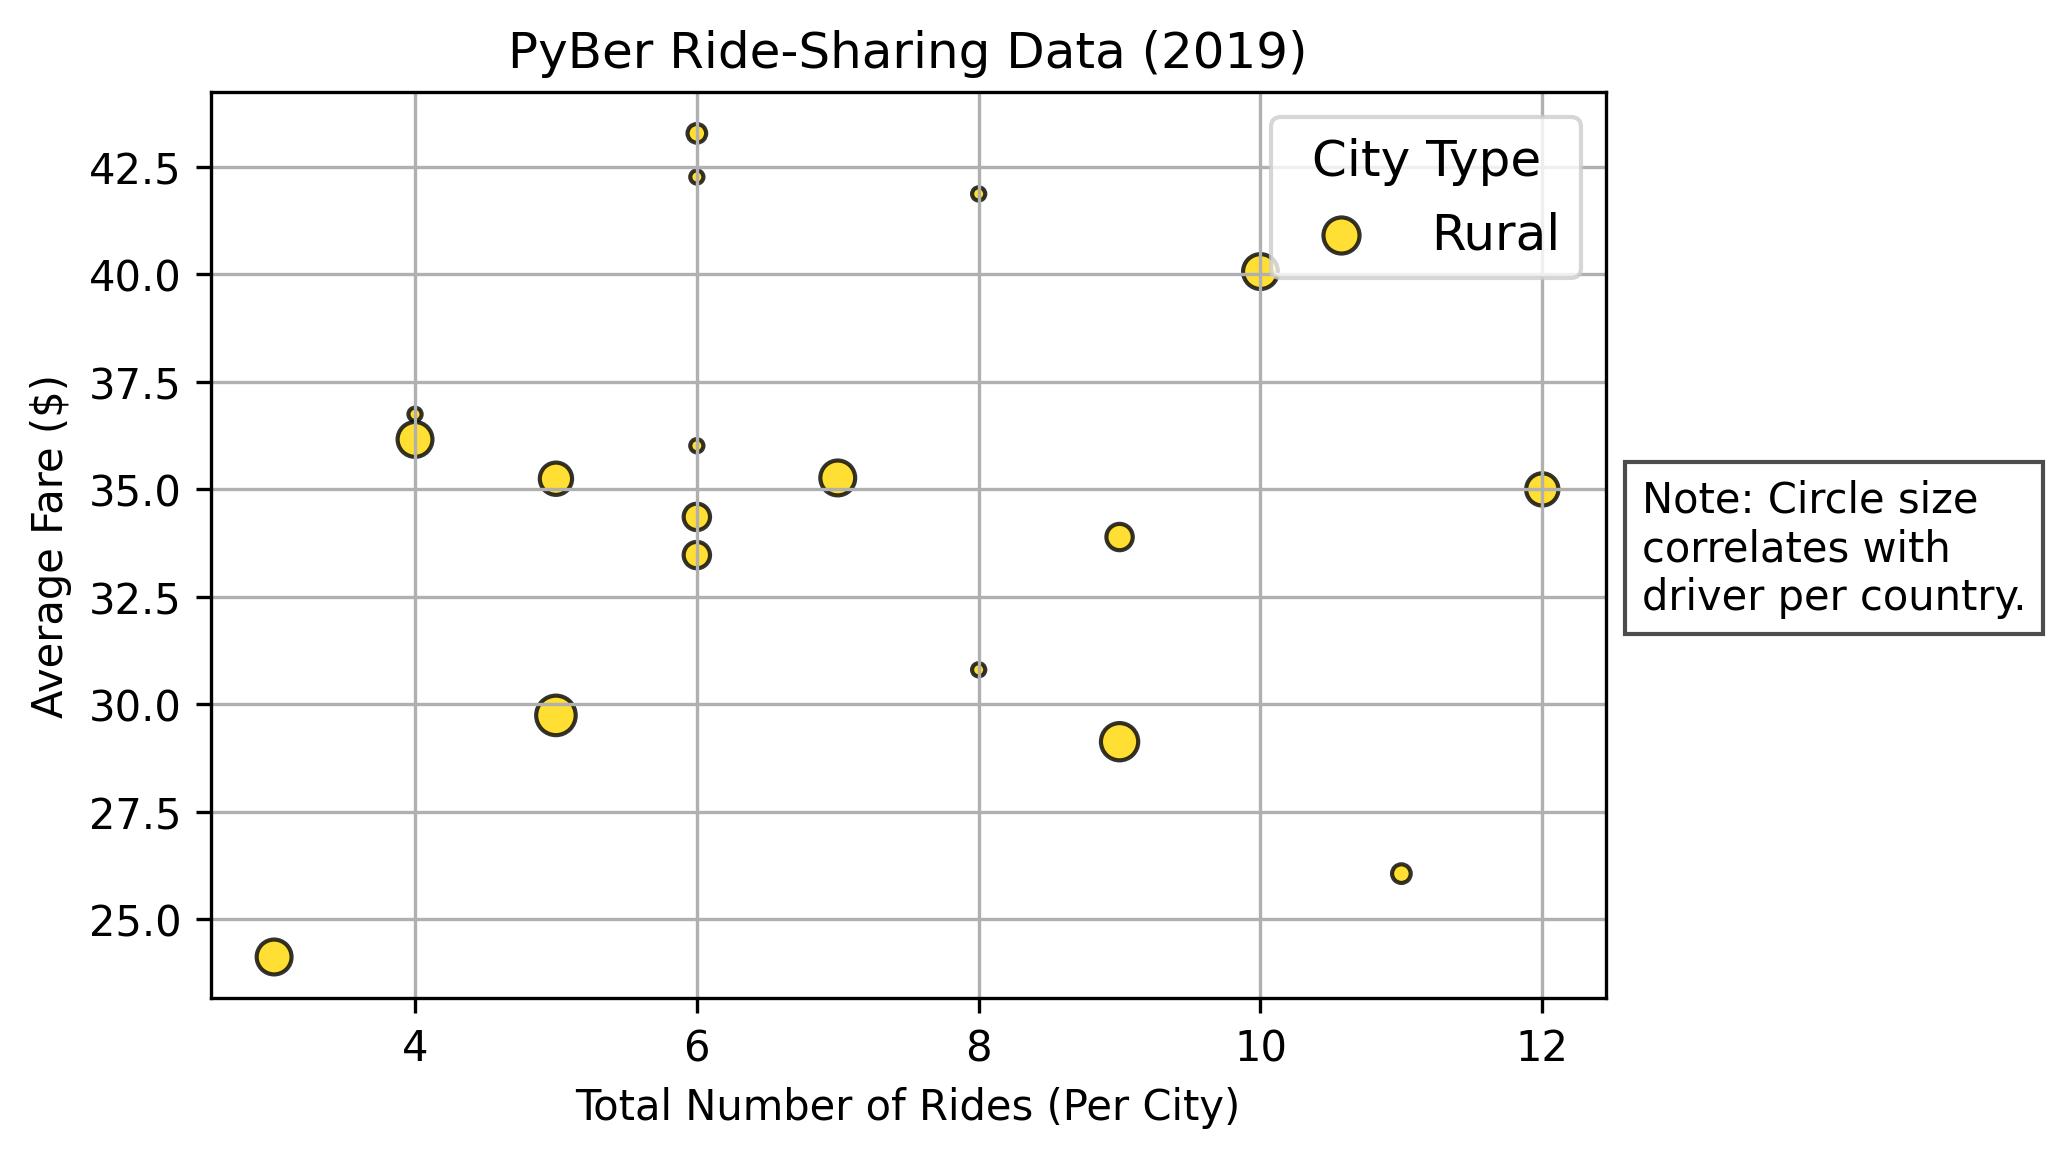 PyBer Ride-Sharing Data (2019)
City Type
Rural
Average Fare ($)
42.5
40.0
37.5
35.0
32.5
30.0
27.5
25.0
4
6
8
10
12
Total Number of Rides (Per City)
Note: Circle size
correlates with
driver per country.